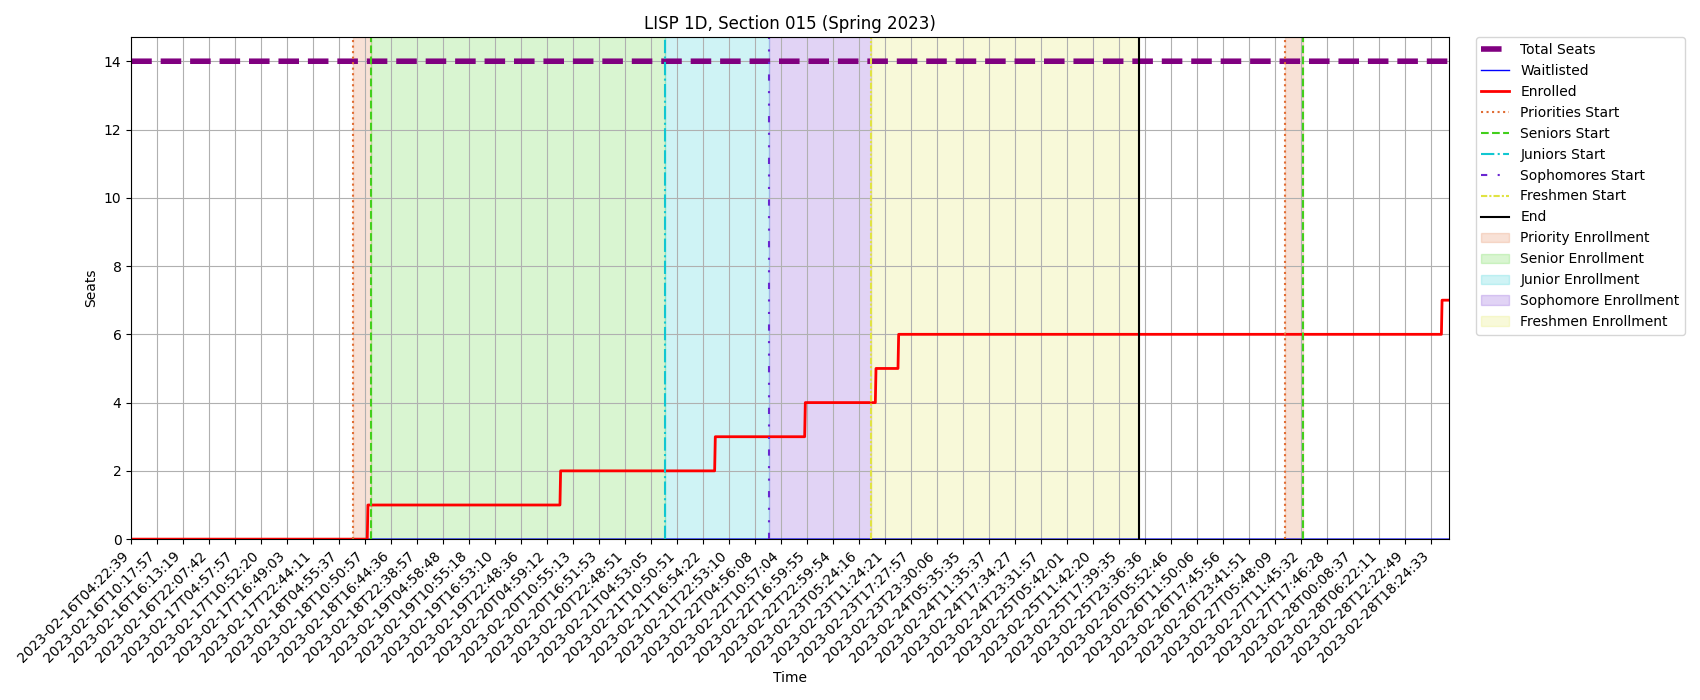 LISP 1D, Section 015 (Spring 2023)
Seats
14
12
10
8
6
4
2
0
2023-02-16T04:22:39
2023-02-16T10:17:57
2023-02-16T16:13:19
2023-02-16T22:07:42
2023-02-17T04:57:57
2023-02-17T10:52:20
2023-02-17T16:49:03
2023-02-17T22:44:11
2023-02-18T04:55:37
2023-02-18T10:50:57
2023-02-18T16:44:36
2023-02-18T22:38:57
2023-02-19T04:58:48
2023-02-19T10:55:18
2023-02-19T16:53:10
2023-02-19T22:48:36
2023-02-20T04:59:12
2023-02-20T10:55:13
2023-02-20T16:51:53
2023-02-20T22:48:51
2023-02-21T04:53:05
2023-02-21T10:50:51
2023-02-21T16:54:22
2023-02-21T22:53:10
2023-02-22T04:56:08
2023-02-22T10:57:04
2023-02-22T16:59:55
2023-02-22T22:59:54
2023-02-23T05:24:16
2023-02-23T11:24:21
2023-02-23T17:27:57
2023-02-23T23:30:06
2023-02-24T05:35:35
2023-02-24T11:35:37
2023-02-24T17:34:27
2023-02-24T23:31:57
2023-02-25T05:42:01
2023-02-25T11:42:20
2023-02-25T17:39:35
2023-02-25T23:36:36
2023-02-26T05:52:46
2023-02-26T11:50:06
2023-02-26T17:45:56
2023-02-26T23:41:51
2023-02-27T05:48:09
2023-02-27T11:45:32
2023-02-27T17:46:28
2023-02-28T00:08:37
2023-02-28T06:22:11
2023-02-28T12:22:49
2023-02-28T18:24:33
Time
Total Seats
Waitlisted
Enrolled
Priorities Start
Seniors Start
Juniors Start
Sophomores Start
Freshmen Start
End
Priority Enrollment
Senior Enrollment
Junior Enrollment
Sophomore Enrollment
Freshmen Enrollment